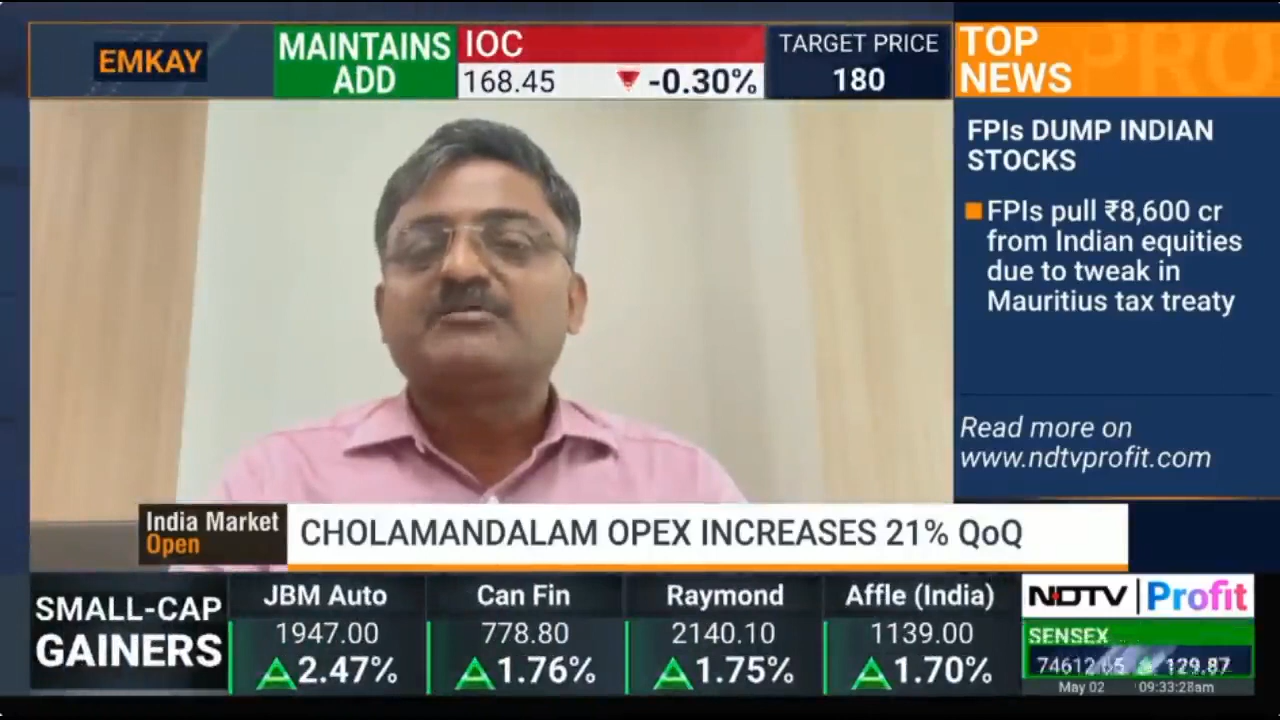 EMKAY
MAINTAINS
ADD
IOC
168.45 ▼ -0.30%
TARGET PRICE
180
TOP
NEWS
FPIs DUMP INDIAN
STOCKS
FPIs pull ₹8,600 cr
from Indian equities
due to tweak in
Mauritius tax treaty
Read more on
www.ndtvprofit.com
India Market
Open
CHOLAMANDALAM OPEX INCREASES 21% QoQ
SMALL-CAP
GAINERS
JBM Auto
1947.00
▲2.47%
Can Fin
778.80
▲1.76%
Raymond
2140.10
▲1.75%
Affle (India)
1139.00
▲1.70%
NDTV Profit
SENSEX
129.87
May 02 09:33:28am